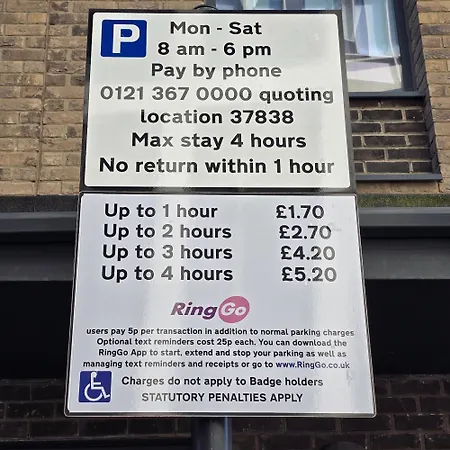 P
Mon - Sat
8 am - 6 pm
Pay by phone
0121 367 0000 quoting
location 37838
Max stay 4 hours
No return within 1 hour
Up to 1 hour £1.70
Up to 2 hours £2.70
Up to 3 hours £4.20
Up to 4 hours £5.20
RingGo
users pay 5p per transaction in addition to normal parking charges
Optional text reminders cost 25p each. You can download the
RingGo App to start, extend and stop your parking as well as
managing text reminders and receipts or go to www.RingGo.co.uk
Charges do not apply to Badge holders
STATUTORY PENALTIES APPLY